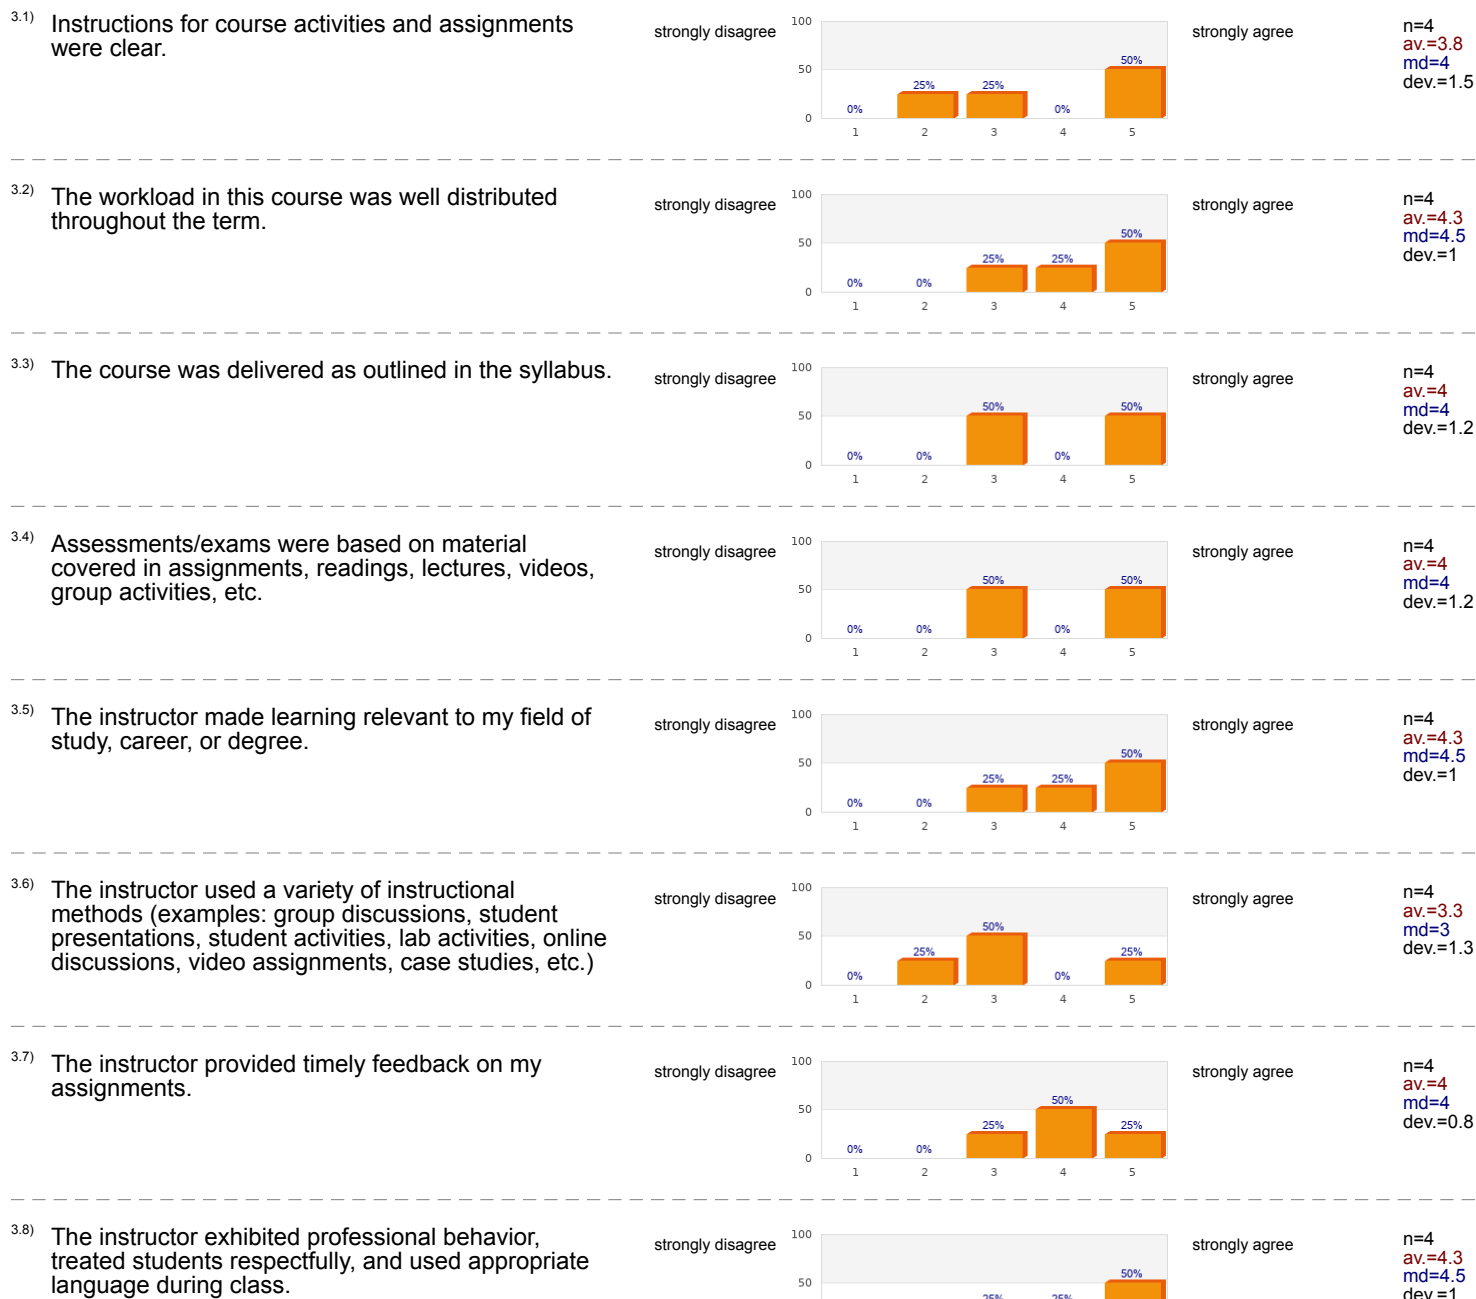 3.1) Instructions for course activities and assignments
were clear.
strongly disagree
100
50
0
0%
25%
25%
0%
50%
1 2 3 4 5
strongly agree
n=4
av.=3.8
md=4
dev.=1.5
3.2) The workload in this course was well distributed
throughout the term.
strongly disagree
100
50
0
0%
0%
25%
25%
50%
1 2 3 4 5
strongly agree
n=4
av.=4.3
md=4.5
dev.=1
3.3) The course was delivered as outlined in the syllabus.
strongly disagree
100
50
0
0%
0%
50%
0%
50%
1 2 3 4 5
strongly agree
n=4
av.=4
md=4
dev.=1.2
3.4) Assessments/exams were based on material
covered in assignments, readings, lectures, videos,
group activities, etc.
strongly disagree
100
50
0
0%
0%
50%
0%
50%
1 2 3 4 5
strongly agree
n=4
av.=4
md=4
dev.=1.2
3.5) The instructor made learning relevant to my field of
study, career, or degree.
strongly disagree
100
50
0
0%
0%
25%
25%
50%
1 2 3 4 5
strongly agree
n=4
av.=4.3
md=4.5
dev.=1
3.6) The instructor used a variety of instructional
methods (examples: group discussions, student
presentations, student activities, lab activities, online
discussions, video assignments, case studies, etc.)
strongly disagree
100
50
0
0%
25%
50%
0%
25%
1 2 3 4 5
strongly agree
n=4
av.=3.3
md=3
dev.=1.3
3.7) The instructor provided timely feedback on my
assignments.
strongly disagree
100
50
0
0%
0%
25%
50%
25%
1 2 3 4 5
strongly agree
n=4
av.=4
md=4
dev.=0.8
3.8) The instructor exhibited professional behavior,
treated students respectfully, and used appropriate
language during class.
strongly disagree
100
50
25%
25%
50%
strongly agree
n=4
av.=4.3
md=4.5
dev.=1